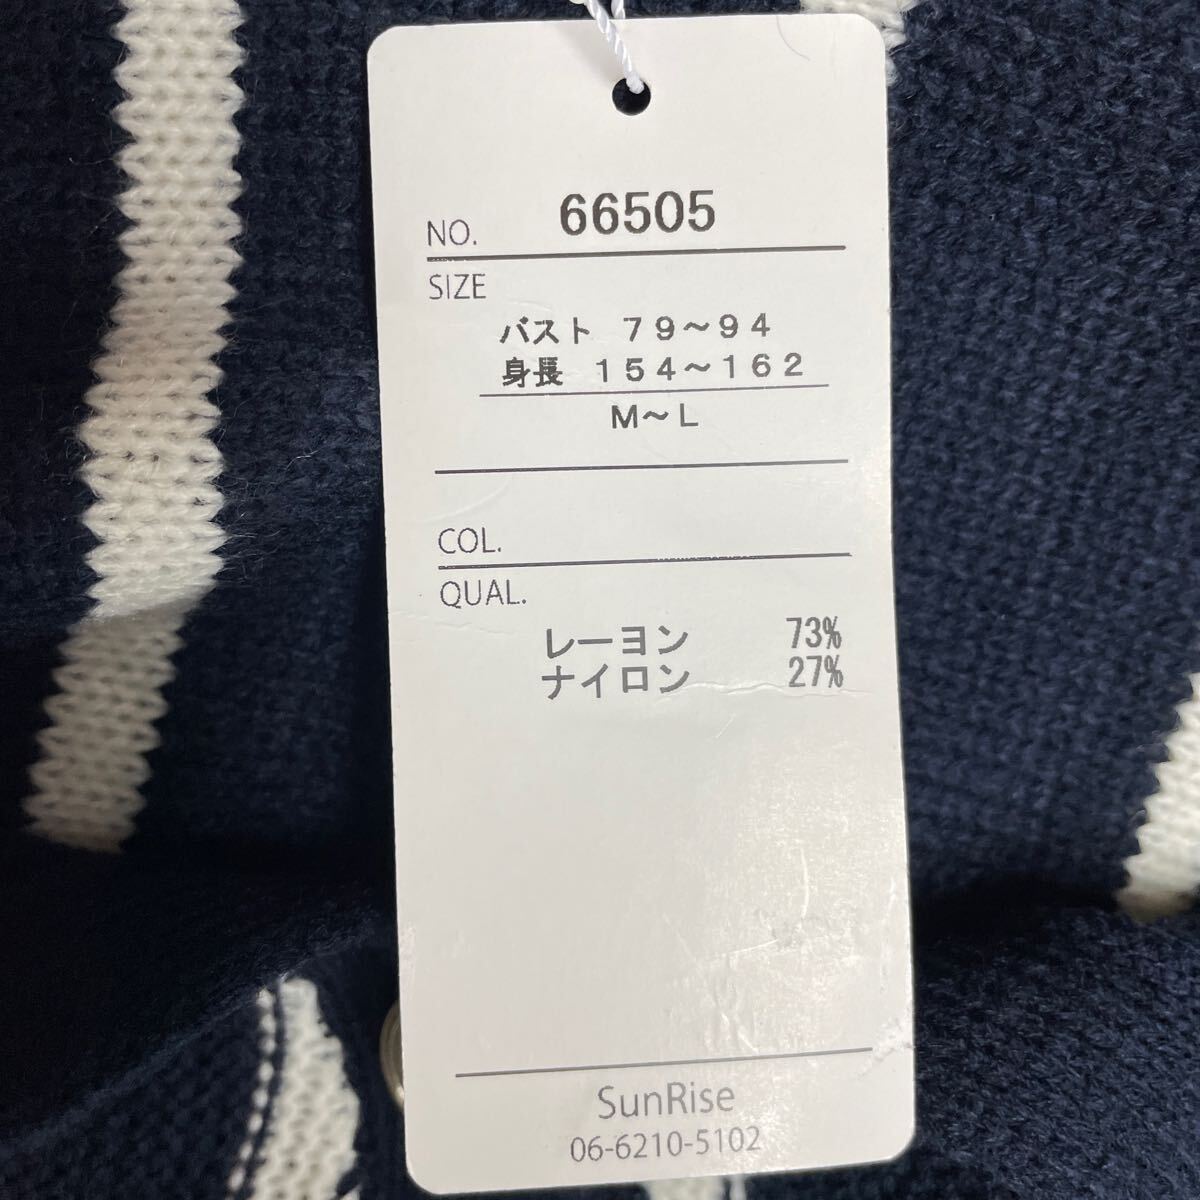 NO. 66505
SIZE
バスト ７９～９４
身長 １５４～１６２
Ｍ～Ｌ
COL.
QUAL.
レーヨン 73%
ナイロン 27%
SunRise
06-6210-5102